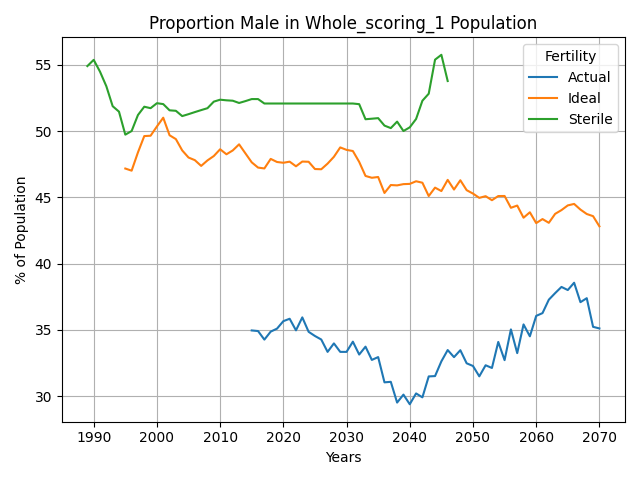 Proportion Male in Whole_scoring_1 Population
% of Population
55
50
45
40
35
30
Fertility
Actual
Ideal
Sterile
1990 2000 2010 2020 2030 2040 2050 2060 2070
Years